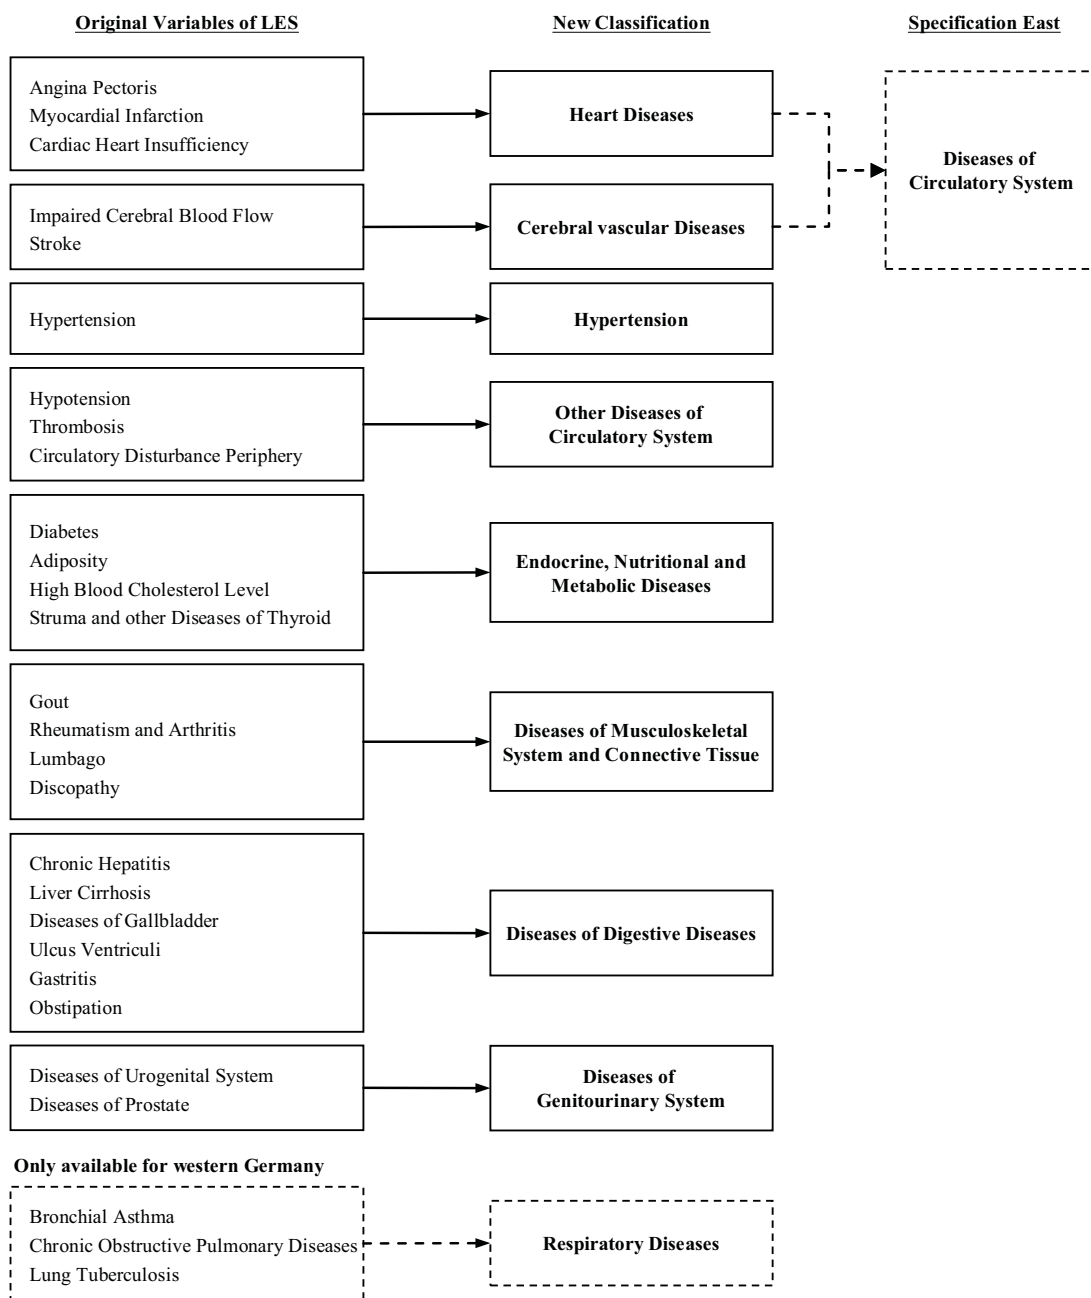 Original Variables of LES
New Classification
Specification East
Angina Pectoris
Myocardial Infarction
Cardiac Heart Insufficiency
Heart Diseases
Diseases of
Circulatory System
Impaired Cerebral Blood Flow
Stroke
Cerebral vascular Diseases
Hypertension
Hypertension
Hypotension
Thrombosis
Circulatory Disturbance Periphery
Other Diseases of
Circulatory System
Diabetes
Adiposity
High Blood Cholesterol Level
Struma and other Diseases of Thyroid
Endocrine, Nutritional and
Metabolic Diseases
Gout
Rheumatism and Arthritis
Lumbago
Discopathy
Diseases of Musculoskeletal
System and Connective Tissue
Chronic Hepatitis
Liver Cirrhosis
Diseases of Gallbladder
Ulcus Ventriculi
Gastritis
Obstipation
Diseases of Digestive Diseases
Diseases of Urogenital System
Diseases of Prostate
Diseases of
Genitourinary System
Only available for western Germany
Bronchial Asthma
Chronic Obstructive Pulmonary Diseases
Lung Tuberculosis
Respiratory Diseases